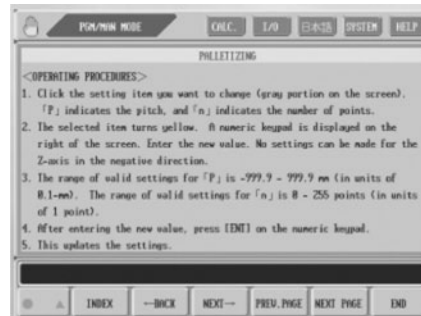 PGM/MAN MODE
CALC.
I/O
日本語
SYSTEM
HELP
PALLETIZING
<OPERATING PROCEDURES>
1. Click the setting item you want to change (gray portion on the screen).
「P」 indicates the pitch, and 「n」 indicates the number of points.
2. The selected item turns yellow. A numeric keypad is displayed on the
right of the screen. Enter the new value. No settings can be made for the
Z-axis in the negative direction.
3. The range of valid settings for 「P」 is -999.9 - 999.9 mm (in units of
0.1-mm). The range of valid settings for 「n」 is 0 - 255 points (in units
of 1 point).
4. After entering the new value, press [ENT] on the numeric keypad.
5. This updates the settings.
INDEX
←BACK
NEXT→
PREV.PAGE
NEXT PAGE
END